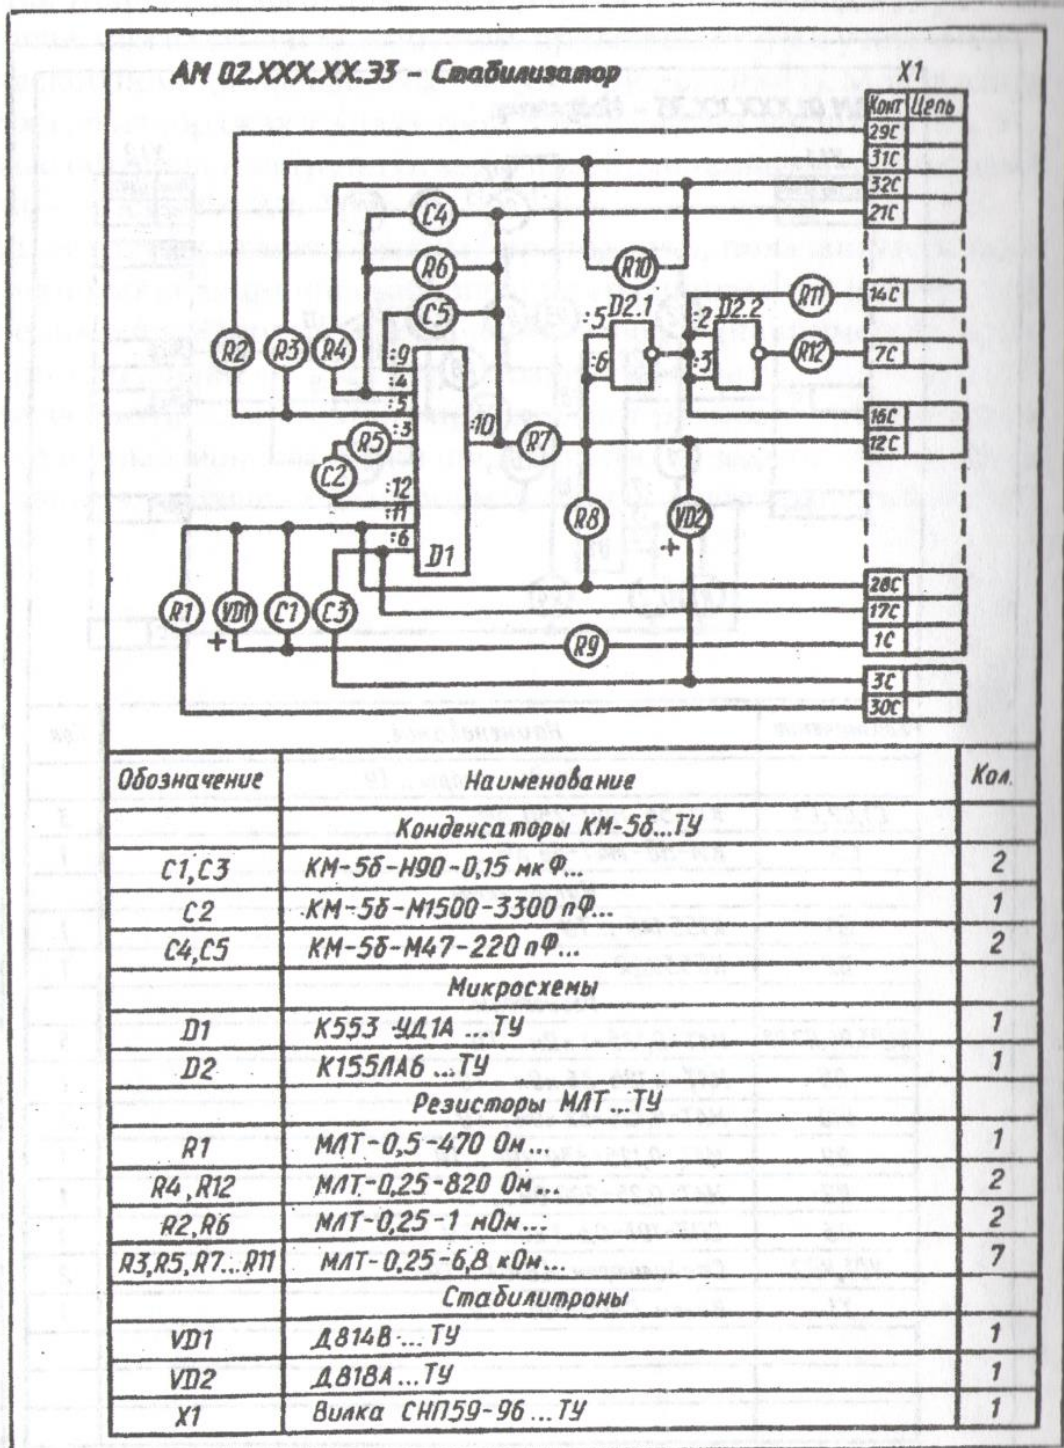 АМ 02.ХХХ.ХХ.ЭЗ – Стабилизатор
X1
Конт Цепь
29С
31С
32С
21С
C4
R6
R10
C5
14С
R11
D2.1
D2.2
:5
:2
R2
R3
R4
:9
:6
:3
R12
7С
:4
:5
16С
:3
:10
R5
R7
12С
C2
:12
:11
R8
VD2
+
:6
D1
28С
17С
R1
VD1
C1
C3
+
R9
1С
3С
30С
Обозначение Наименование Кол.
Конденсаторы КМ-5б...ТУ
C1,C3 КМ-5б-Н90-0,15 мкФ... 2
C2 КМ-5б-М1500-3300 пФ... 1
C4,C5 КМ-5б-М47-220 пФ... 2
Микросхемы
D1 К553 УД1А ...ТУ 1
D2 К155ЛА6 ...ТУ 1
Резисторы МЛТ...ТУ
R1 МЛТ-0,5-470 Ом... 1
R4,R12 МЛТ-0,25-820 Ом... 2
R2,R6 МЛТ-0,25-1 мОм... 2
R3,R5,R7...R11 МЛТ-0,25-6,8 кОм... 7
Стабилитроны
VD1 Д814В ... ТУ 1
VD2 Д818А... ТУ 1
X1 Вилка СНП59-96 ... ТУ 1